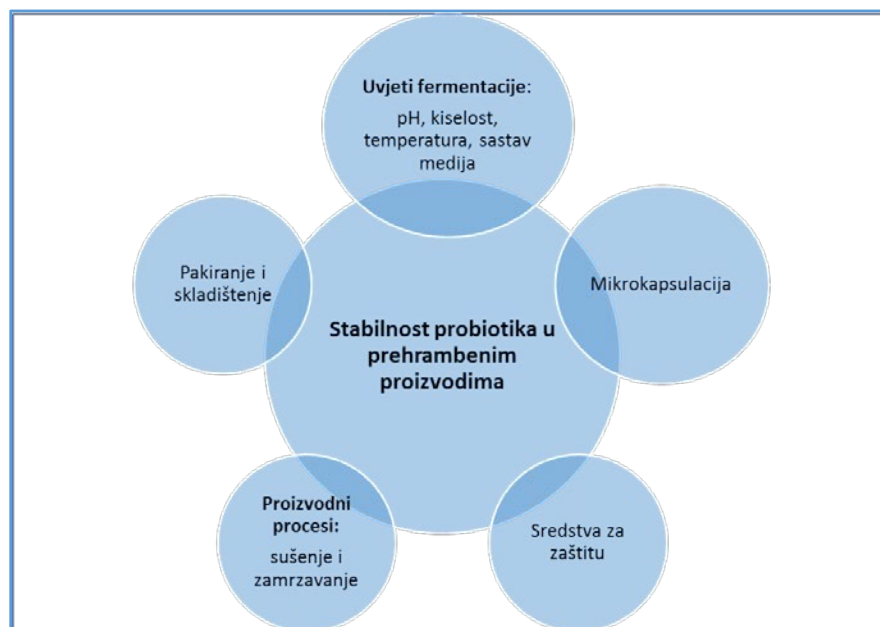 Uvjeti fermentacije:
pH, kiselost,
temperatura, sastav
medija
Pakiranje i
skladištenje
Mikrokapsulacija
Stabilnost probiotika u
prehrambenim
proizvodima
Proizvodni
procesi:
sušenje i
zamrzavanje
Sredstva za
zaštitu